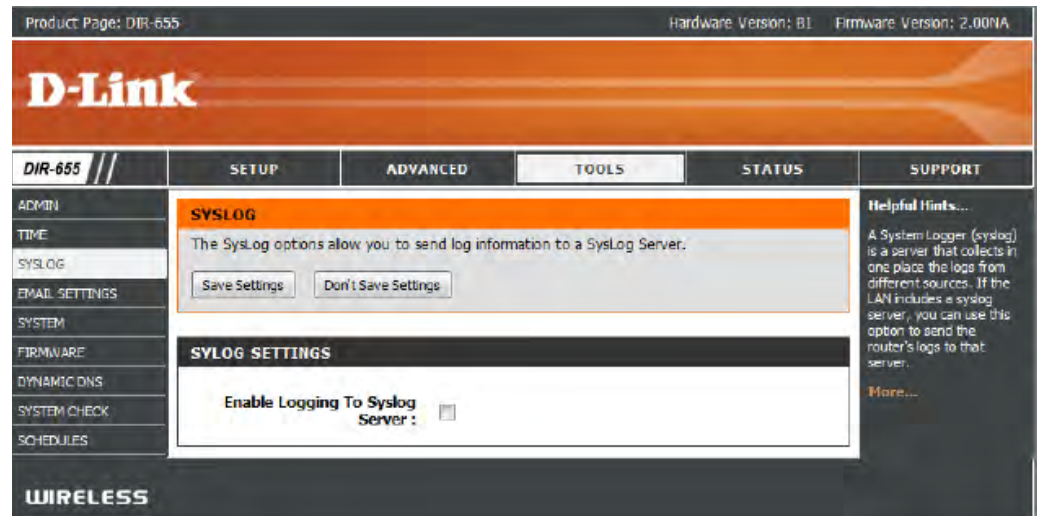 Product Page: DIR-655 Hardware Version: B1 Firmware Version: 2.00NA
D-Link
DIR-655 SETUP ADVANCED TOOLS STATUS SUPPORT
ADMIN
TIME
SYSLOG
EMAIL SETTINGS
SYSTEM
FIRMWARE
DYNAMIC DNS
SYSTEM CHECK
SCHEDULES
SYSLOG
The SysLog options allow you to send log information to a SysLog Server.
Save Settings Don't Save Settings
SYLOG SETTINGS
Enable Logging To Syslog
Server :
Helpful Hints...
A System Logger (syslog)
is a server that collects in
one place the logs from
different sources. If the
LAN includes a syslog
server, you can use this
option to send the
router's logs to that
server.
More...
WIRELESS